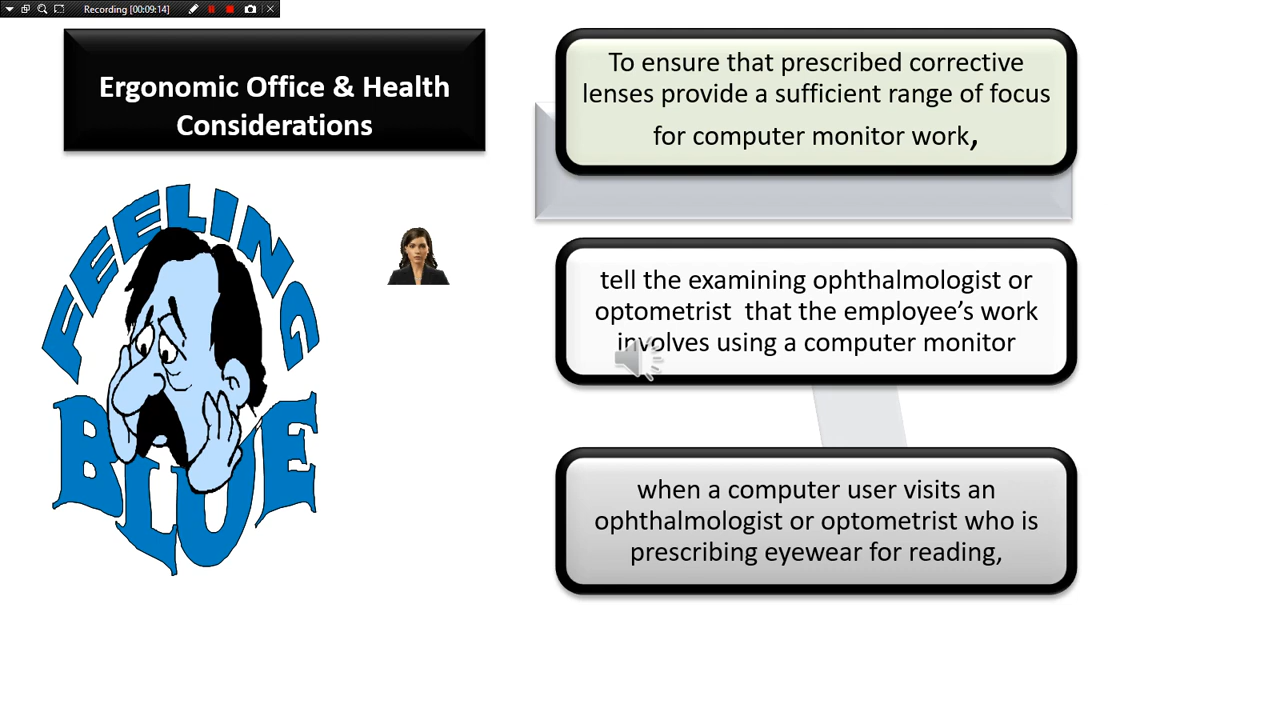 Recording [00:09:14]
Ergonomic Office & Health
Considerations
FEELING
BLUE
To ensure that prescribed corrective
lenses provide a sufficient range of focus
for computer monitor work,
tell the examining ophthalmologist or
optometrist that the employee’s work
involves using a computer monitor
when a computer user visits an
ophthalmologist or optometrist who is
prescribing eyewear for reading,